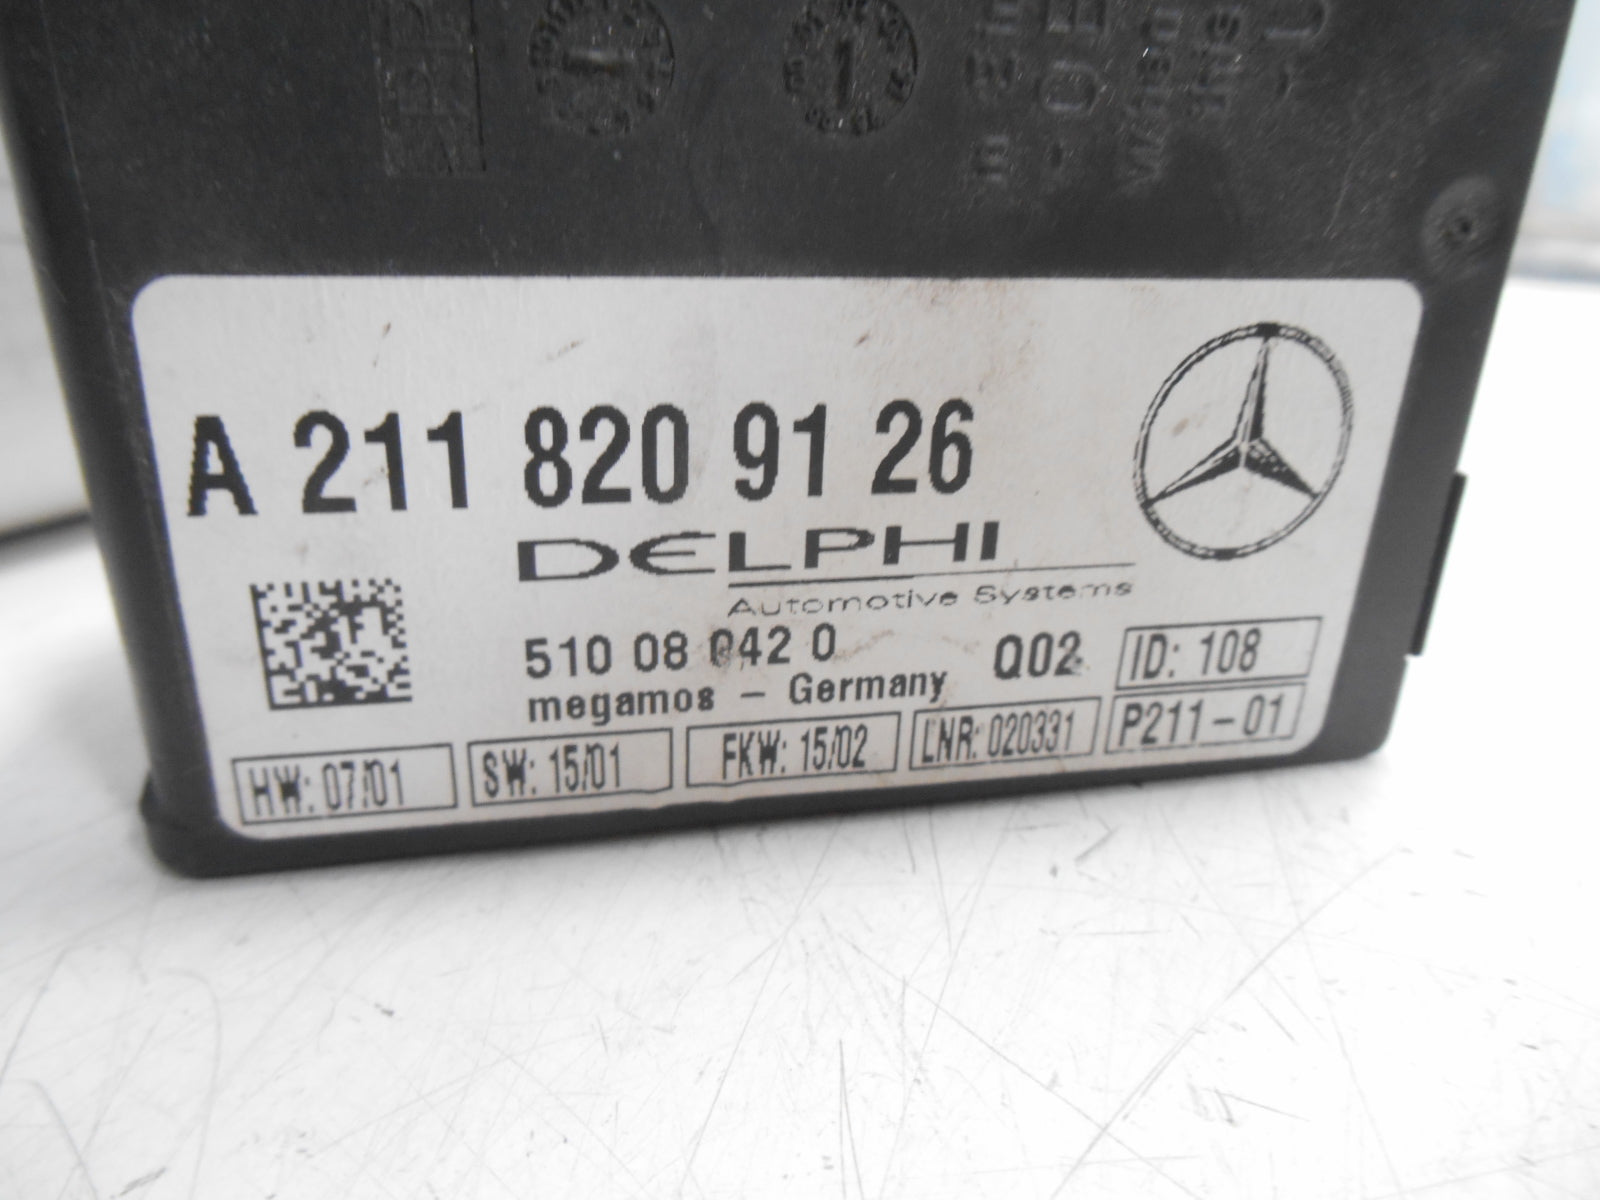 A 211 820 91 26
DELPHI
Automotive Systems
510 08 042 0
Q02
ID: 108
megamos - Germany
P211-01
HW: 07/01
SW: 15/01
FKW: 15/02
LNR: 020331